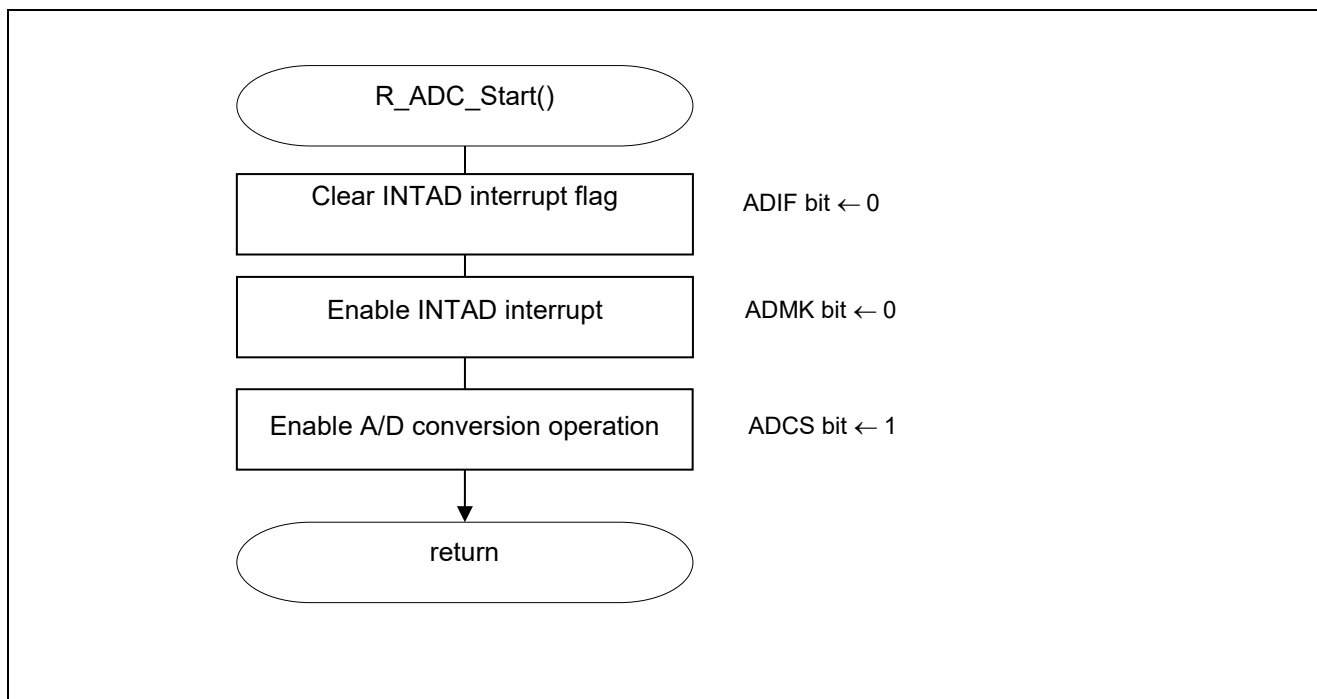 R_ADC_Start()
Clear INTAD interrupt flag
ADIF bit ← 0
Enable INTAD interrupt
ADMK bit ← 0
Enable A/D conversion operation
ADCS bit ← 1
return